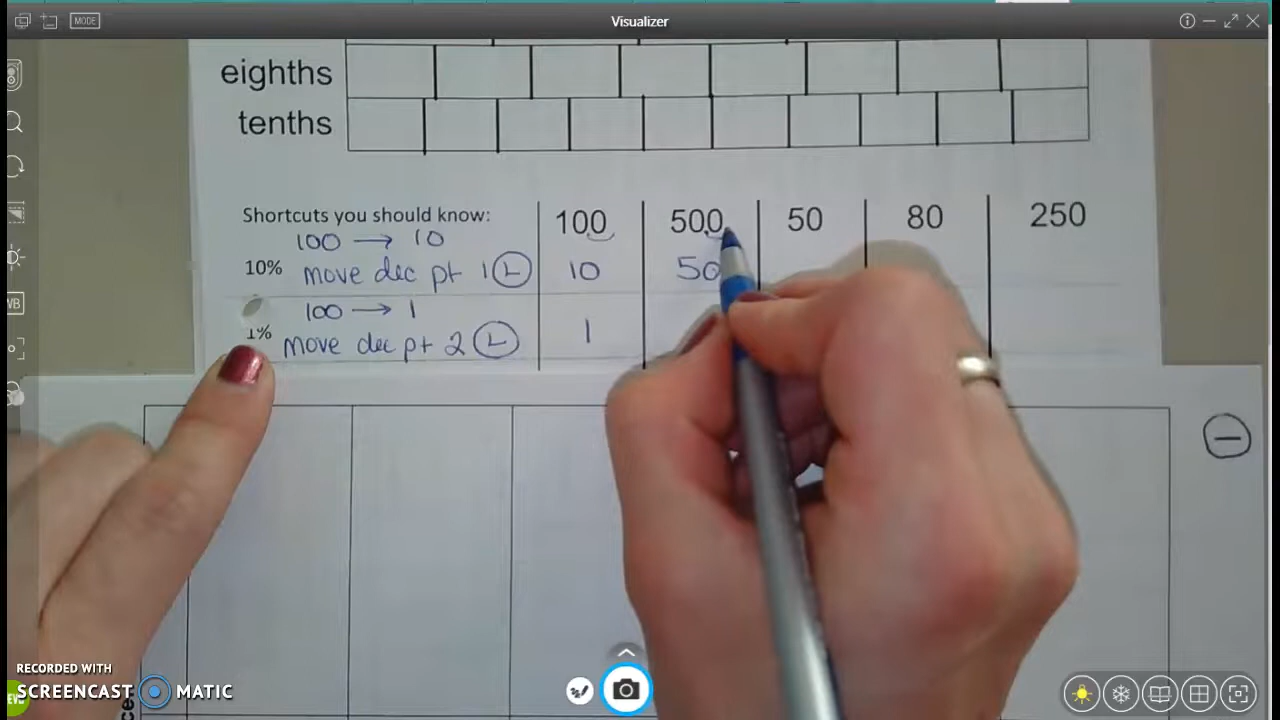 MODE
Visualizer
eighths
tenths
Shortcuts you should know:
100 500 50 80 250
100 → 10
10% move dec pt 1 (L) 10 50
100 → 1
1% move dec pt 2 (L) 1
WB
RECORDED WITH
SCREENCAST MATIC